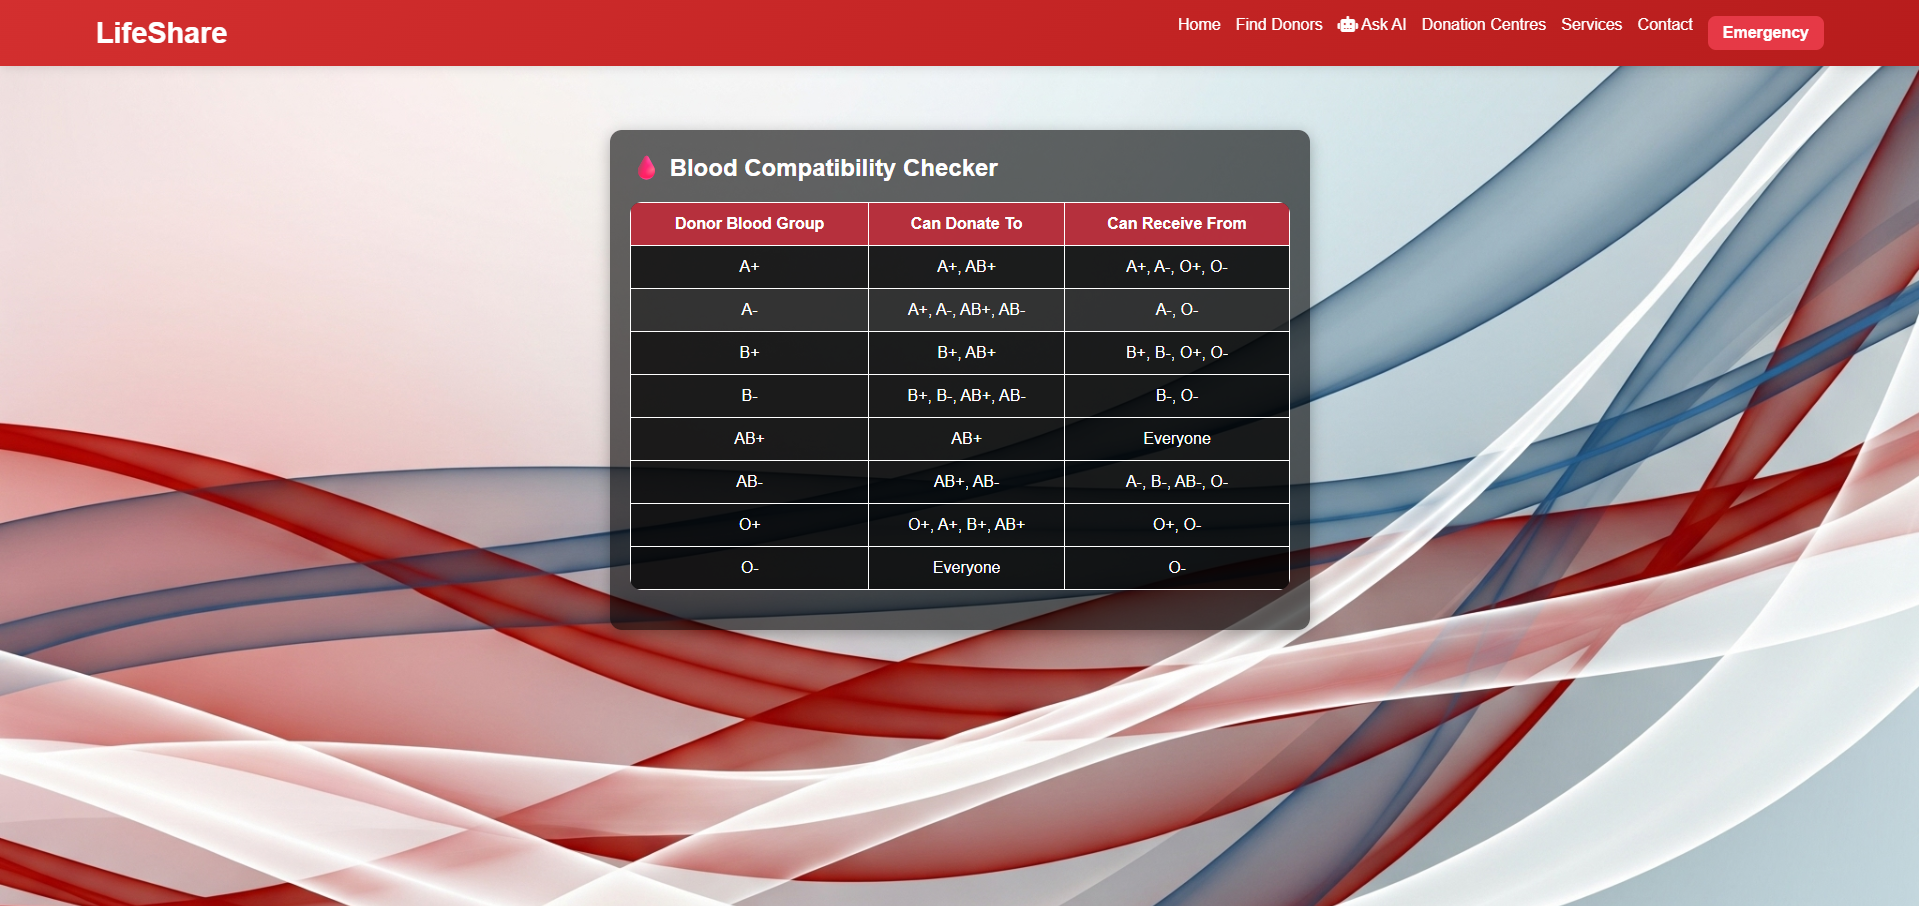 LifeShare
Home Find Donors Ask AI Donation Centres Services Contact Emergency
Blood Compatibility Checker
Donor Blood Group Can Donate To Can Receive From
A+ A+, AB+ A+, A-, O+, O-
A- A+, A-, AB+, AB- A-, O-
B+ B+, AB+ B+, B-, O+, O-
B- B+, B-, AB+, AB- B-, O-
AB+ AB+ Everyone
AB- AB+, AB- A-, B-, AB-, O-
O+ O+, A+, B+, AB+ O+, O-
O- Everyone O-